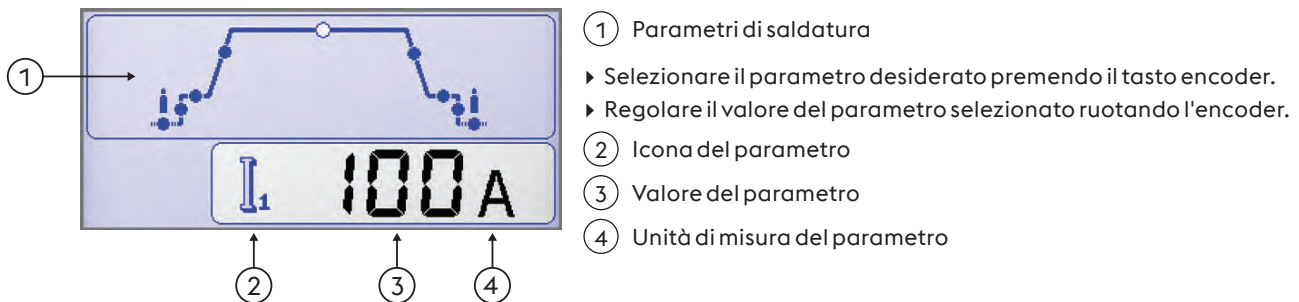 1 Parametri di saldatura
1
▸ Selezionare il parametro desiderato premendo il tasto encoder.
▸ Regolare il valore del parametro selezionato ruotando l'encoder.
2 Icona del parametro
I1 100 A
3 Valore del parametro
4 Unità di misura del parametro
2 3 4